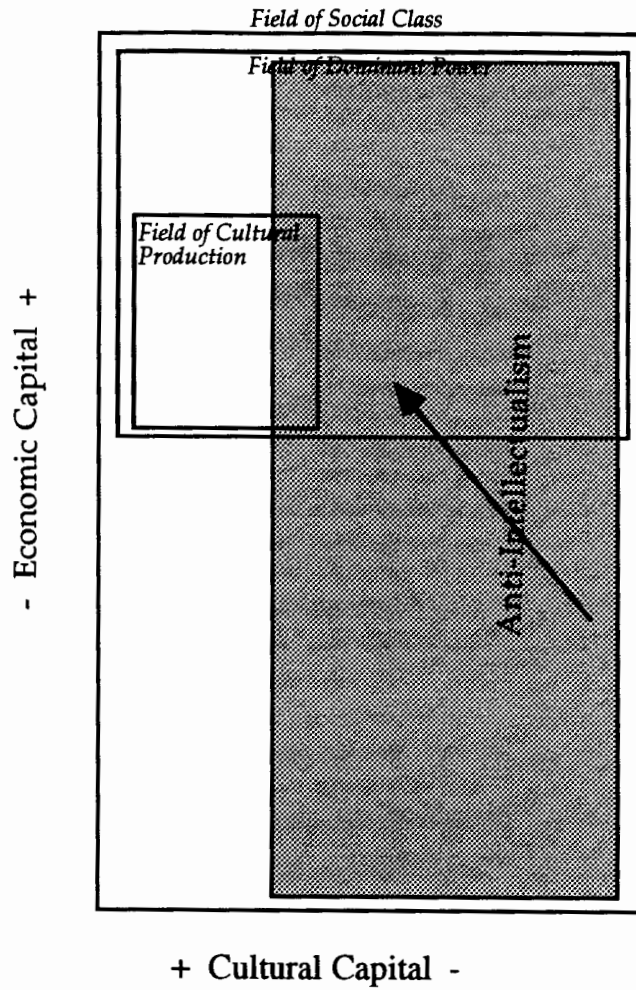 Field of Social Class
Field of Dominant Power
Field of Cultural
Production
- Economic Capital +
Anti-Intellectualism
+ Cultural Capital -